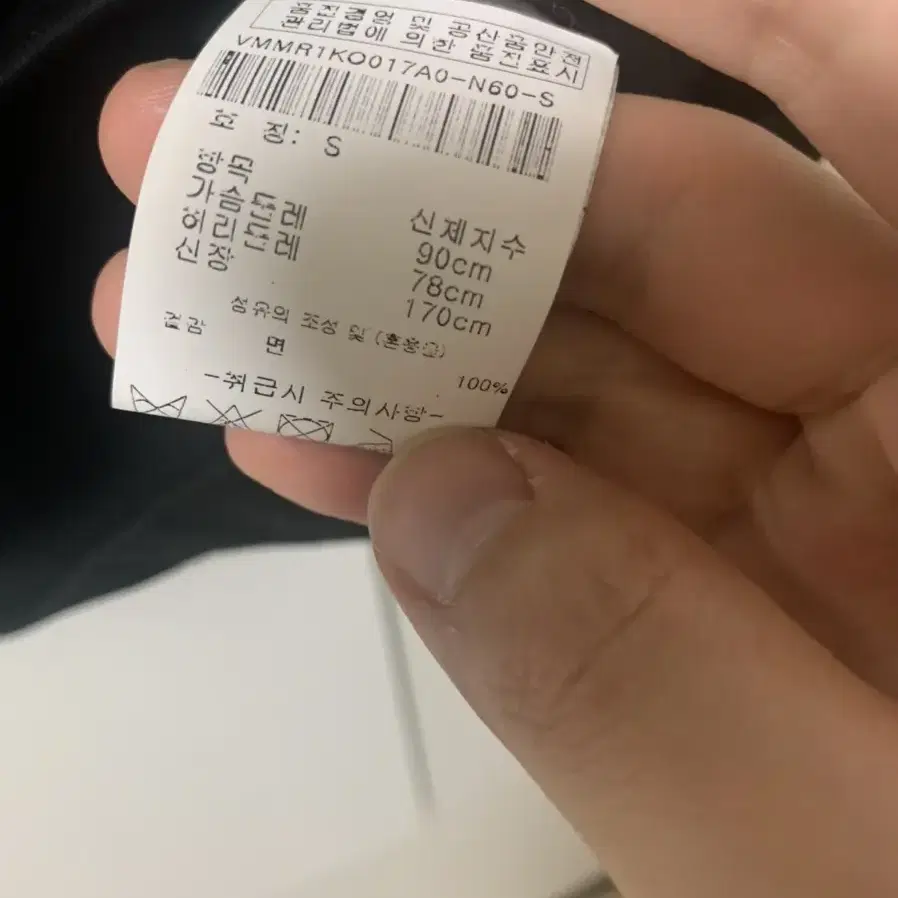 품질경영 및 공산품안전
관리법에 의한 품질표시
VMMR1KO017A0-N60-S
호 칭: S
항목 신체치수
가슴둘레 90cm
허리둘레 78cm
신장 170cm
섬유의 조성 및 (혼용율)
겉감 면 100%
-취급시 주의사항-